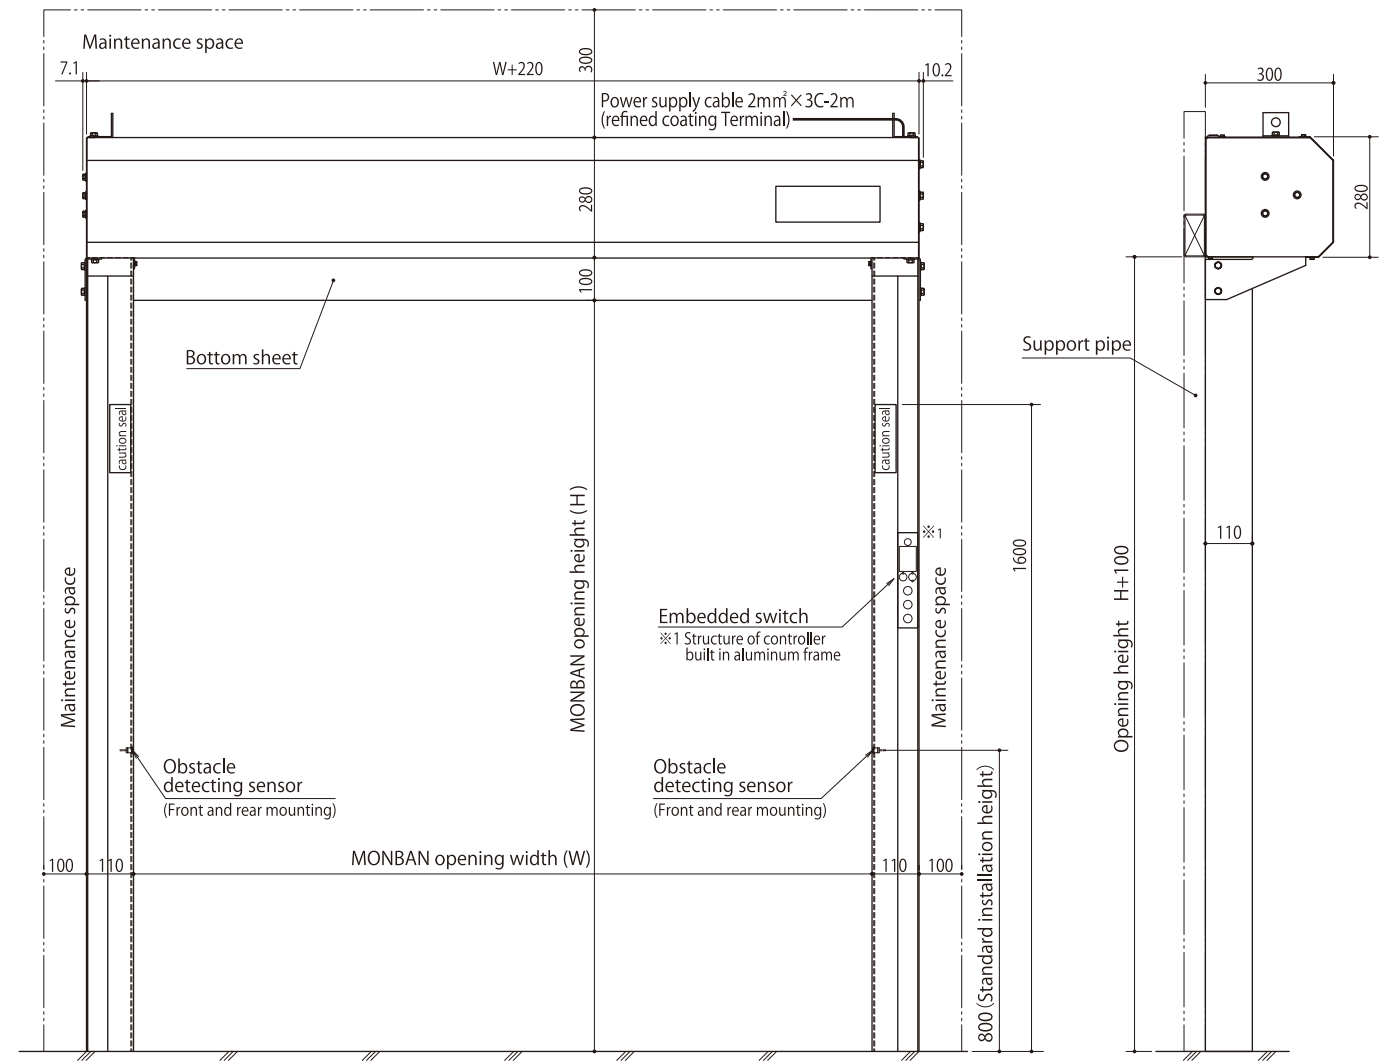 Maintenance space
7.1
W+220
300
10.2
Power supply cable 2mm²×3C-2m
(refined coating Terminal)
280
100
Bottom sheet
caution seal
caution seal
MONBAN opening height (H)
※1
1600
Maintenance space
Maintenance space
Embedded switch
※1 Structure of controller
built in aluminum frame
Obstacle
detecting sensor
(Front and rear mounting)
Obstacle
detecting sensor
(Front and rear mounting)
800 (Standard installation height)
100
110
MONBAN opening width (W)
110
100
300
280
Support pipe
110
Opening height H+100